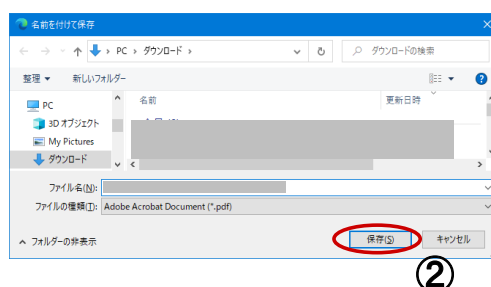 名前を付けて保存
PC › ダウンロード ›
ダウンロードの検索
整理 新しいフォルダー
名前 更新日時
PC
3D オブジェクト
My Pictures
ダウンロード
ファイル名(N):
ファイルの種類(T): Adobe Acrobat Document (*.pdf)
フォルダーの非表示
保存(S) キャンセル
②